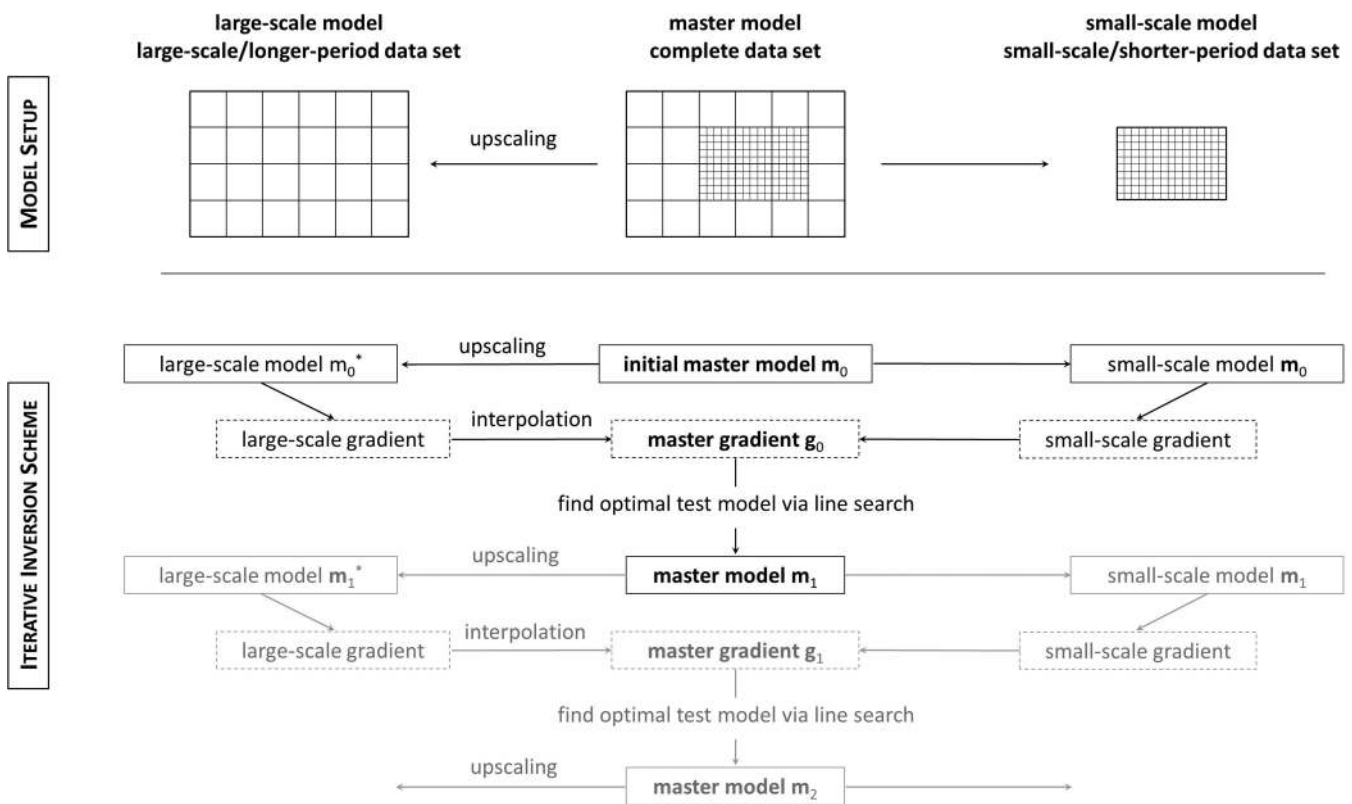 large-scale model
large-scale/longer-period data set
master model
complete data set
small-scale model
small-scale/shorter-period data set
MODEL SETUP
upscaling
ITERATIVE INVERSION SCHEME
large-scale model m0*
upscaling
initial master model m0
small-scale model m0
large-scale gradient
interpolation
master gradient g0
small-scale gradient
find optimal test model via line search
large-scale model m1*
upscaling
master model m1
small-scale model m1
large-scale gradient
interpolation
master gradient g1
small-scale gradient
find optimal test model via line search
upscaling
master model m2